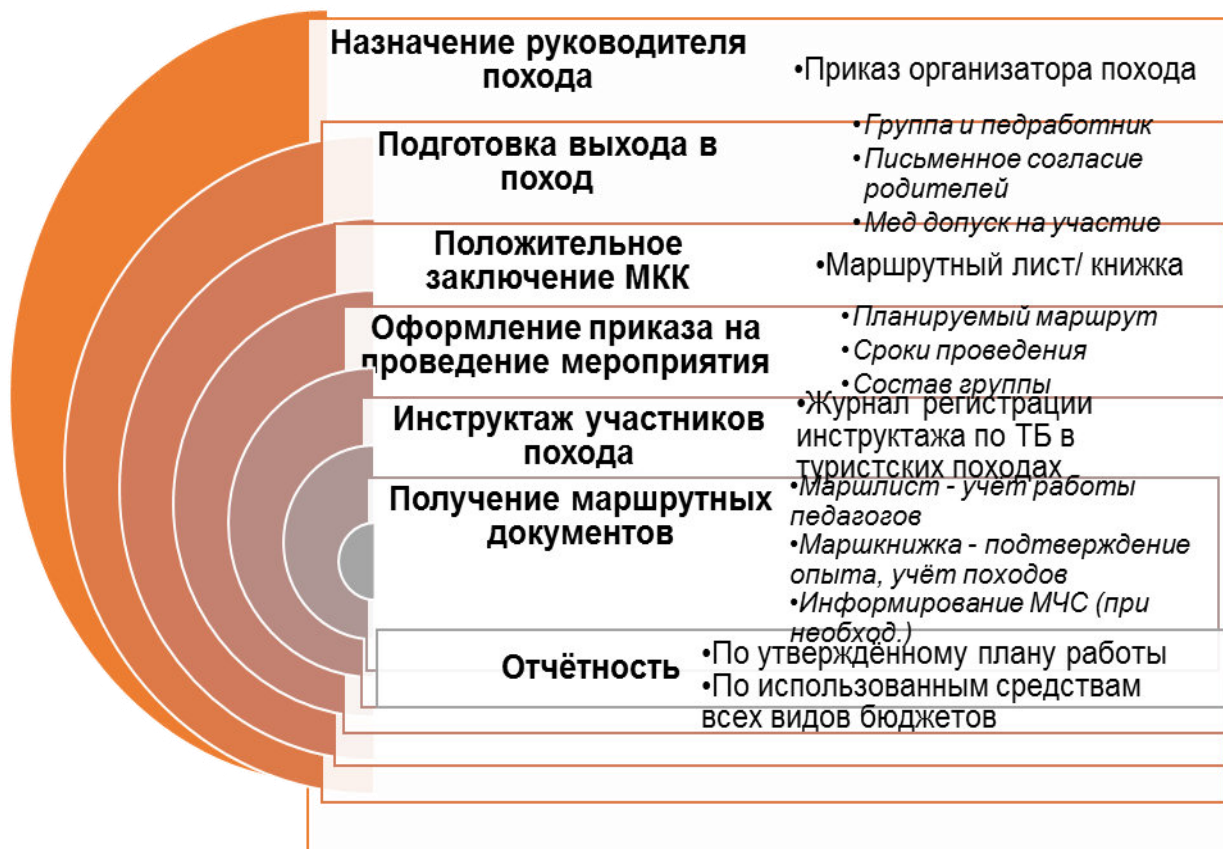 Назначение руководителя
похода
•Приказ организатора похода
Подготовка выхода в
поход
•Группа и педработник
•Письменное согласие
родителей
•Мед допуск на участие
Положительное
заключение МКК
•Маршрутный лист/ книжка
Оформление приказа на
проведение мероприятия
•Планируемый маршрут
•Сроки проведения
•Состав группы
Инструктаж участников
похода
•Журнал регистрации
инструктажа по ТБ в
туристских походах
Получение маршрутных
документов
•Маршлист - учёт работы
педагогов
•Маршкнижка - подтверждение
опыта, учёт походов
•Информирование МЧС (при
необход.)
Отчётность
•По утверждённому плану работы
•По использованным средствам
всех видов бюджетов